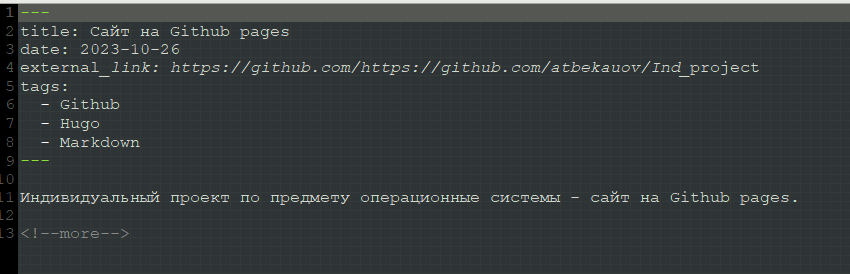 1 ---
2 title: Сайт на Github pages
3 date: 2023-10-26
4 external_link: https://github.com/https://github.com/atbekauov/Ind_project
5 tags:
6   - Github
7   - Hugo
8   - Markdown
9 ---
10
11 Индивидуальный проект по предмету операционные системы - сайт на Github pages.
12
13 <!--more-->